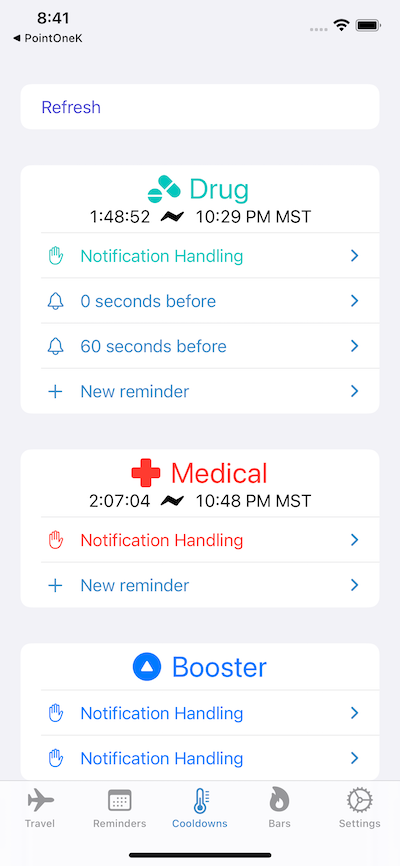 8:41
◀ PointOneK
Refresh
Drug
1:48:52 10:29 PM MST
Notification Handling
0 seconds before
60 seconds before
New reminder
Medical
2:07:04 10:48 PM MST
Notification Handling
New reminder
Booster
Notification Handling
Notification Handling
Travel Reminders Cooldowns Bars Settings